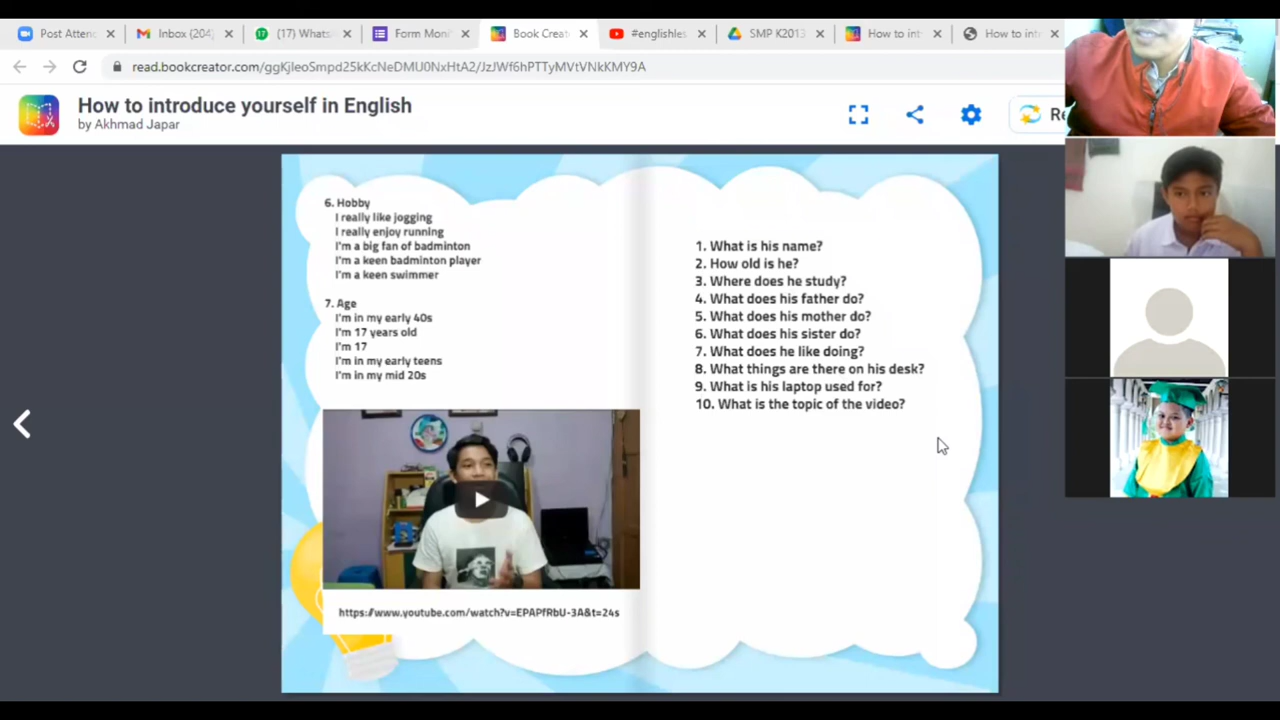 Post Atten
Inbox (204)
(17) Whats
Form Moni
Book Create
#englishles
SMP K2013
How to int
How to int
read.bookcreator.com/ggKjIeoSmpd25kKcNeDMU0NxHtA2/JzJWf6hPTTyMVtVNkKMY9A
How to introduce yourself in English
by Akhmad Japar
Re
6. Hobby
I really like jogging
I really enjoy running
I'm a big fan of badminton
I'm a keen badminton player
I'm a keen swimmer
7. Age
I'm in my early 40s
I'm 17 years old
I'm 17
I'm in my early teens
I'm in my mid 20s
https://www.youtube.com/watch?v=EPAPfRbU-3A&t=24s
1. What is his name?
2. How old is he?
3. Where does he study?
4. What does his father do?
5. What does his mother do?
6. What does his sister do?
7. What does he like doing?
8. What things are there on his desk?
9. What is his laptop used for?
10. What is the topic of the video?